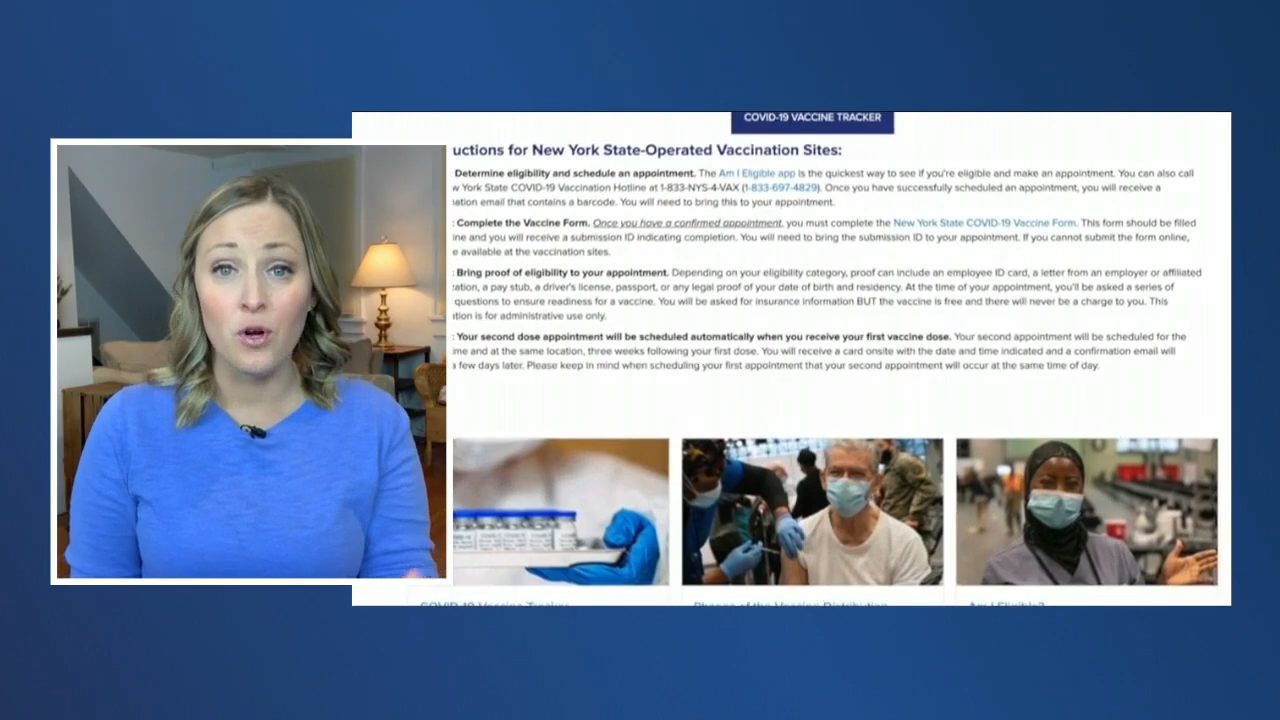 COVID-19 VACCINE TRACKER
uctions for New York State-Operated Vaccination Sites:
Determine eligibility and schedule an appointment. The Am I Eligible app is the quickest way to see if you're eligible and make an appointment. You can also call
w York State COVID-19 Vaccination Hotline at 1-833-NYS-4-VAX (1-833-697-4829). Once you have successfully scheduled an appointment, you will receive a
ation email that contains a barcode. You will need to bring this to your appointment.
: Complete the Vaccine Form. Once you have a confirmed appointment, you must complete the New York State COVID-19 Vaccine Form. This form should be filled
ine and you will receive a submission ID indicating completion. You will need to bring the submission ID to your appointment. If you cannot submit the form online,
e available at the vaccination sites.
: Bring proof of eligibility to your appointment. Depending on your eligibility category, proof can include an employee ID card, a letter from an employer or affiliated
zation, a pay stub, a driver's license, passport, or any legal proof of your date of birth and residency. At the time of your appointment, you'll be asked a series of
questions to ensure readiness for a vaccine. You will be asked for insurance information BUT the vaccine is free and there will never be a charge to you. This
ation is for administrative use only.
: Your second dose appointment will be scheduled automatically when you receive your first vaccine dose. Your second appointment will be scheduled for the
me and at the same location, three weeks following your first dose. You will receive a card onsite with the date and time indicated and a confirmation email will
a few days later. Please keep in mind when scheduling your first appointment that your second appointment will occur at the same time of day.
COVID-19 Vaccine Tracker
Phases of the Vaccine Distribution
Am I Eligible?